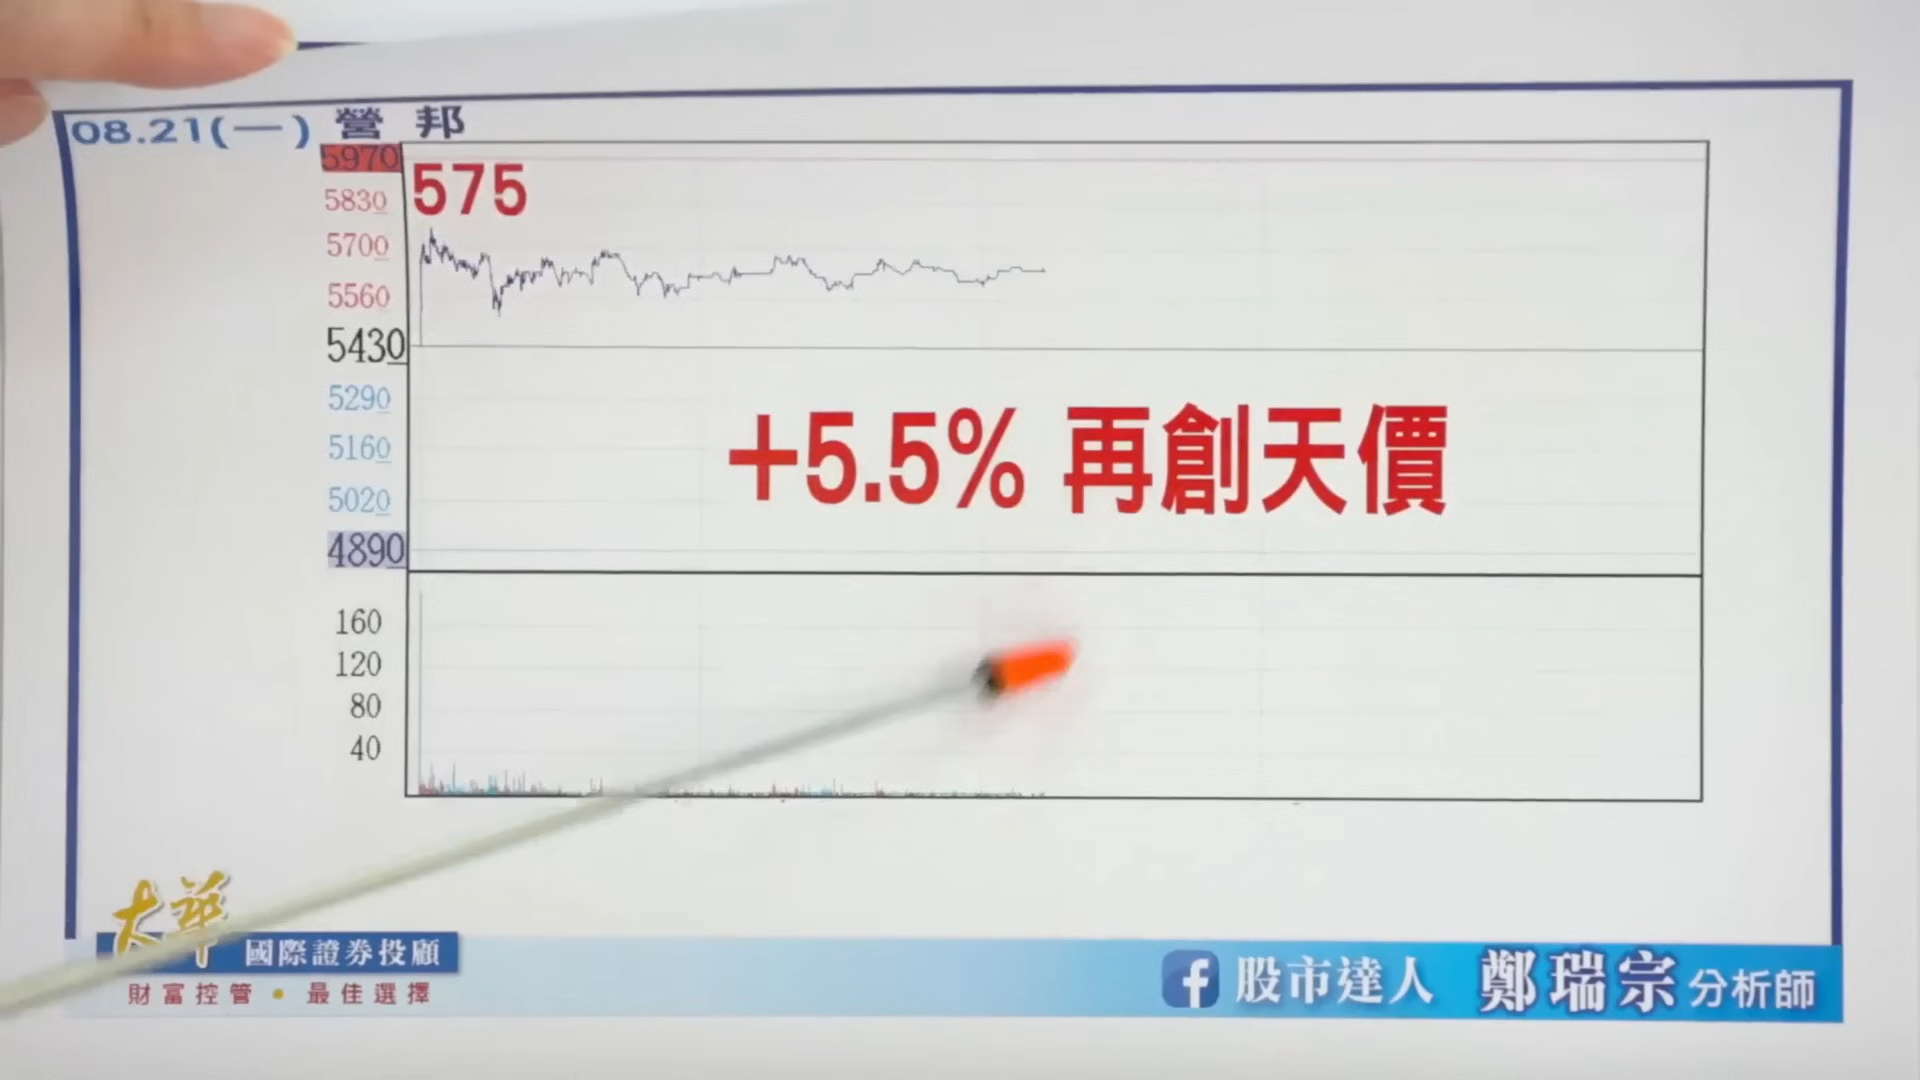 08.21(一) 營 邦
5970
575
5830
5700
5560
5430
+5.5% 再創天價
5290
5160
5020
4890
160
120
80
40
大華
國際證券投顧
財富控管 • 最佳選擇
股市達人 鄭瑞宗 分析師